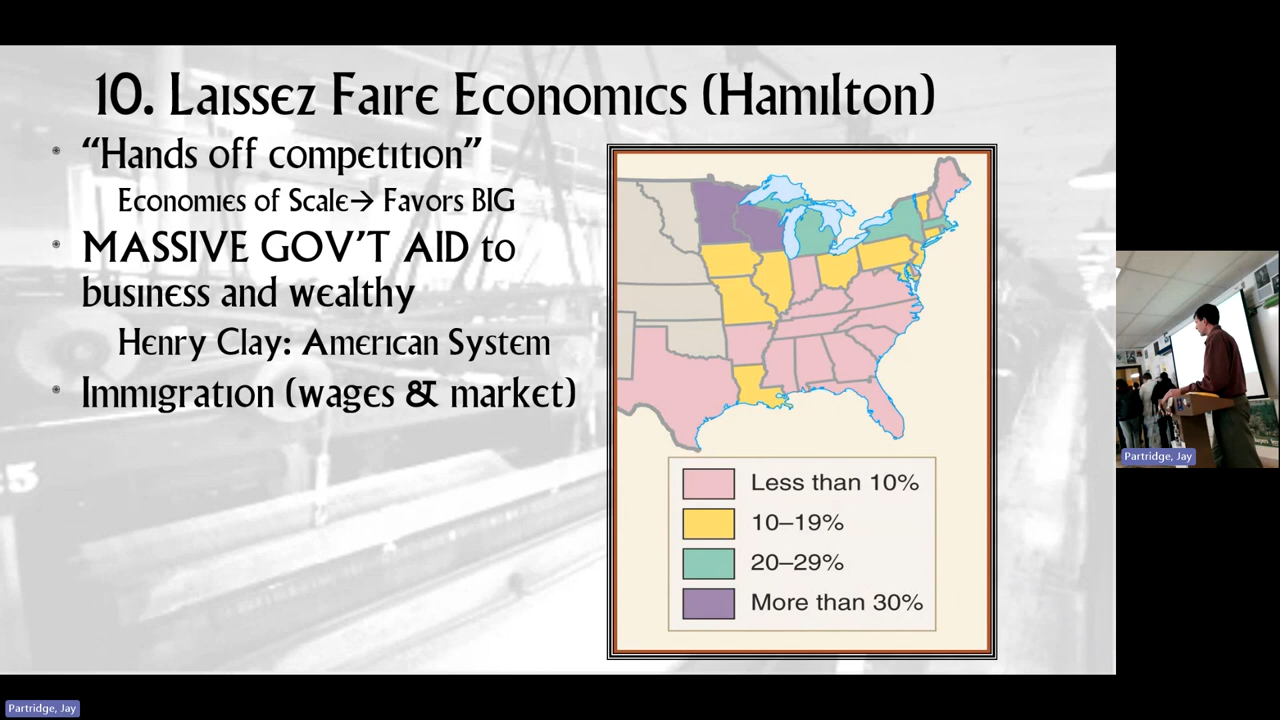 10. Laissez Faire Economics (Hamilton)
“Hands off competition”
Economies of Scale→ Favors BIG
MASSIVE GOV’T AID to
business and wealthy
Henry Clay: American System
Immigration (wages & market)
Less than 10%
10–19%
20–29%
More than 30%
5
Partridge, Jay
Partridge, Jay